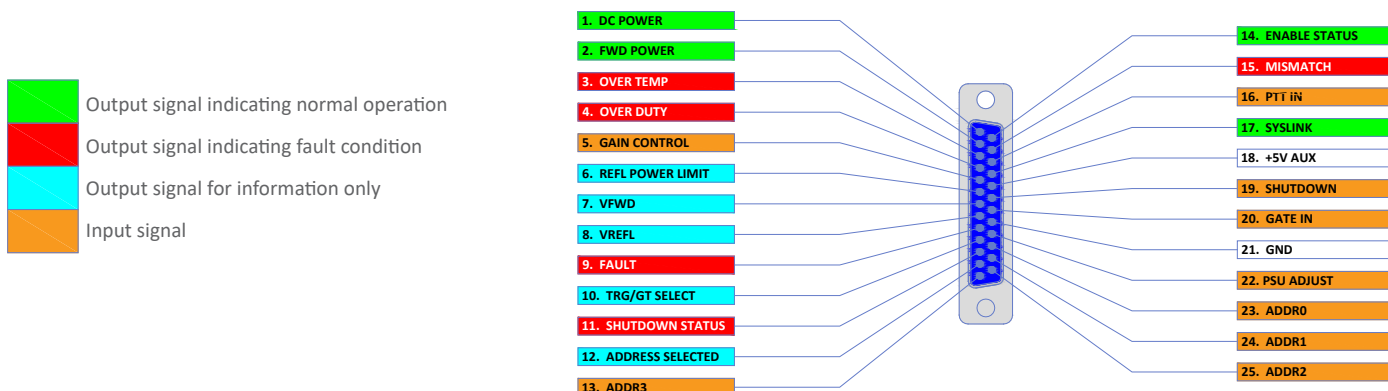 Output signal indicating normal operation
Output signal indicating fault condition
Output signal for information only
Input signal
1. DC POWER
2. FWD POWER
3. OVER TEMP
4. OVER DUTY
5. GAIN CONTROL
6. REFL POWER LIMIT
7. VFWD
8. VREFL
9. FAULT
10. TRG/GT SELECT
11. SHUTDOWN STATUS
12. ADDRESS SELECTED
13. ADDR3
14. ENABLE STATUS
15. MISMATCH
16. PTT IN
17. SYSLINK
18. +5V AUX
19. SHUTDOWN
20. GATE IN
21. GND
22. PSU ADJUST
23. ADDR0
24. ADDR1
25. ADDR2